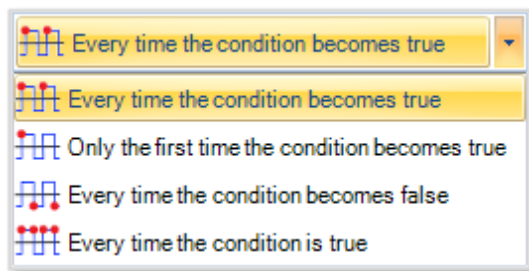 Every time the condition becomes true
Every time the condition becomes true
Only the first time the condition becomes true
Every time the condition becomes false
Every time the condition is true